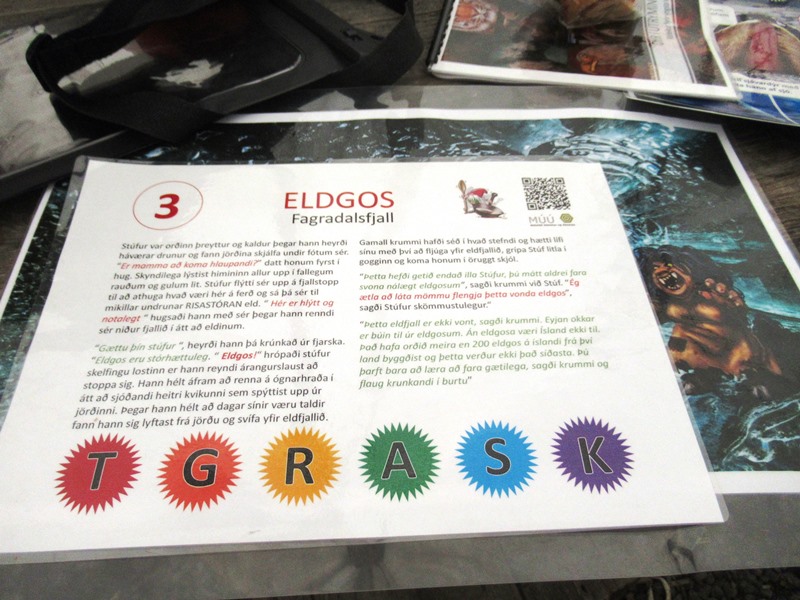 3
ELDGOS
Fagradalsfjall
MÚÚ
Stúfur var orðinn þreyttur og kaldur þegar hann heyrði
háværar drunur og fann jörðina skjálfa undir fótum sér.
"Er mamma að koma hlaupandi?" datt honum fyrst í
hug. Skyndilega lýstist himininn allur upp í fallegum
rauðum og gulum lit. Stúfur flýtti sér upp á fjallstopp
til að athuga hvað væri hér á ferð og sá þá sér til
mikillar undrunar RISASTÓRAN eld. " Hér er hlýtt og
notalegt " hugsaði hann með sér þegar hann renndi
sér niður fjallið í átt að eldinum.
"Gættu þín stúfur ", heyrði hann þá krúnkað úr fjarska.
"Eldgos eru stórhættuleg. " Eldgos!" hrópaði stúfur
skelfingu lostinn er hann reyndi árangurslaust að
stoppa sig. Hann hélt áfram að renna á ógnarhraða í
átt að sjóðandi heitri kvikunni sem spýttist upp úr
jörðinni. Þegar hann hélt að dagar sínir væru taldir
fann hann sig lyftast frá jörðu og svífa yfir eldfjallið.
Gamall krummi hafði séð í hvað stefndi og hætti lífi
sínu með því að fljúga yfir eldfjallið, grípa Stúf litla í
gogginn og koma honum í öruggt skjól.
"Þetta hefði getið endað illa Stúfur, þú mátt aldrei fara
svona nálægt eldgosum", sagði krummi við Stúf. "Ég
ætla að láta mömmu flengja þetta vonda eldgos",
sagði Stúfur skömmustulegur."
"Þetta eldfjall er ekki vont, sagði krummi. Eyjan okkar
er búin til úr eldgosum. Án eldgosa væri Ísland ekki til.
Það hafa orðið meira en 200 eldgos á íslandi frá því
land byggðist og þetta verður ekki það síðasta. Þú
þarft bara að læra að fara gætilega, sagði krummi og
flaug krunkandi í burtu"
T G R A S K